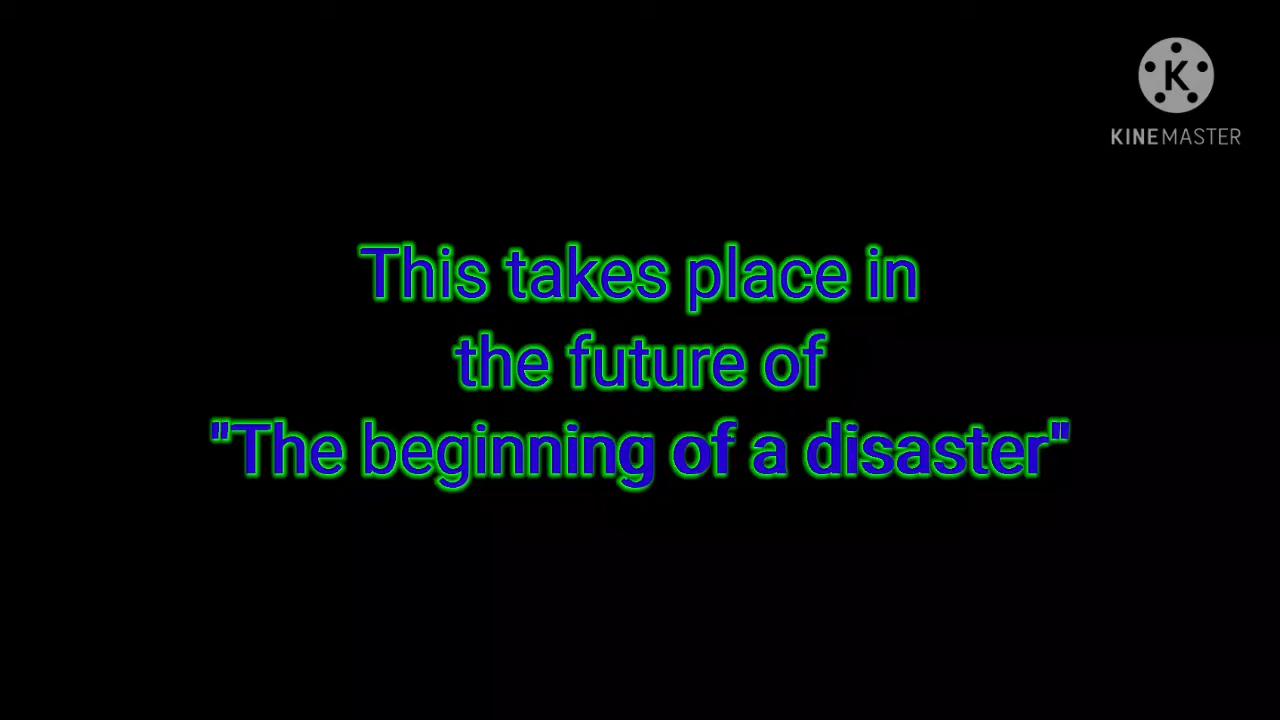 K
KINEMASTER
This takes place in
the future of
"The beginning of a disaster"